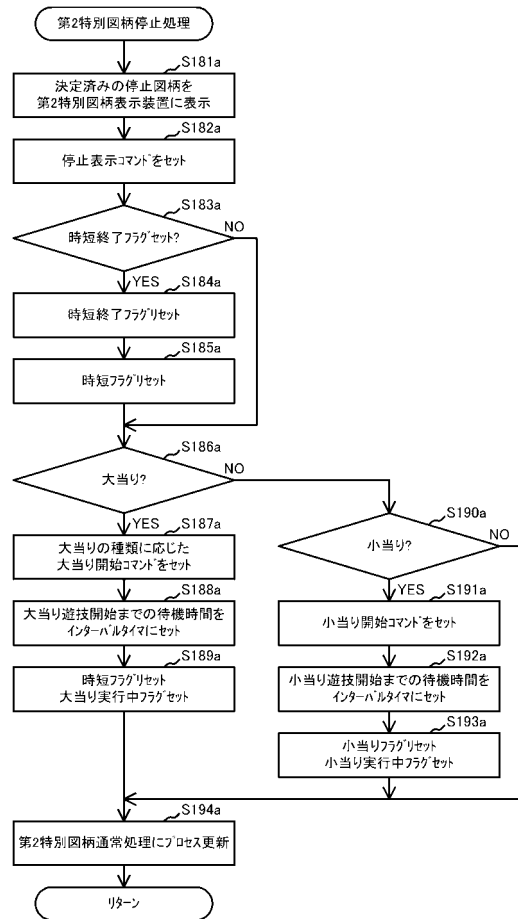 第2特別図柄停止処理
S181a
決定済みの停止図柄を
第2特別図柄表示装置に表示
S182a
停止表示コマンドをセット
S183a
時短終了フラグセット?
NO
YES
S184a
時短終了フラグリセット
S185a
時短フラグリセット
S186a
大当り?
NO
YES
S187a
大当りの種類に応じた
大当り開始コマンドをセット
S188a
大当り遊技開始までの待機時間を
インターバルタイマにセット
S189a
時短フラグリセット
大当り実行中フラグセット
S190a
小当り?
NO
YES
S191a
小当り開始コマンドをセット
S192a
小当り遊技開始までの待機時間を
インターバルタイマにセット
S193a
小当りフラグリセット
小当り実行中フラグセット
S194a
第2特別図柄通常処理にプロセス更新
リターン